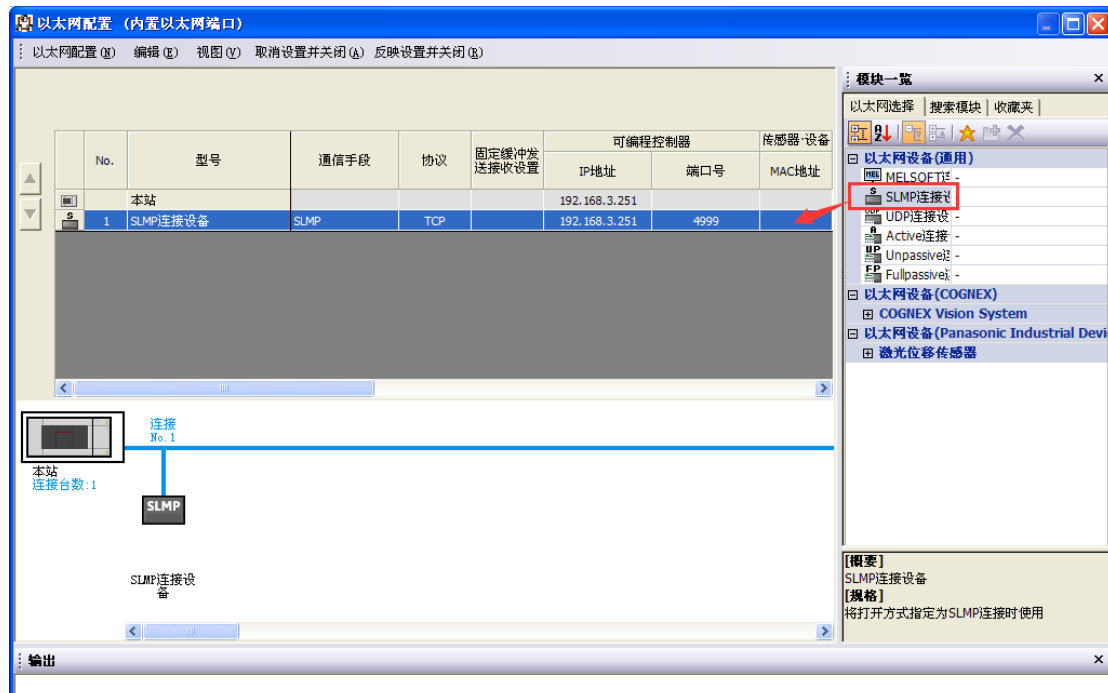 以太网配置 (内置以太网端口)
以太网配置(N) 编辑(E) 视图(V) 取消设置并关闭(A) 反映设置并关闭(R)
No. 型号 通信手段 协议 固定缓冲发送接收设置 可编程控制器 传感器·设备
IP地址 端口号 MAC地址
本站 192.168.3.251
1 SLMP连接设备 SLMP TCP 192.168.3.251 4999
连接
No.1
本站
连接台数:1
SLMP
SLMP连接设
备
模块一览
以太网选择 搜索模块 收藏夹
以太网设备(通用)
MELSOFT -
SLMP连接
UDP连接设 -
Active连接 -
Unpassive -
Fullpassive -
以太网设备(COGNEX)
COGNEX Vision System
以太网设备(Panasonic Industrial Devi
激光位移传感器
[概要]
SLMP连接设备
[规格]
将打开方式指定为SLMP连接时使用
输出